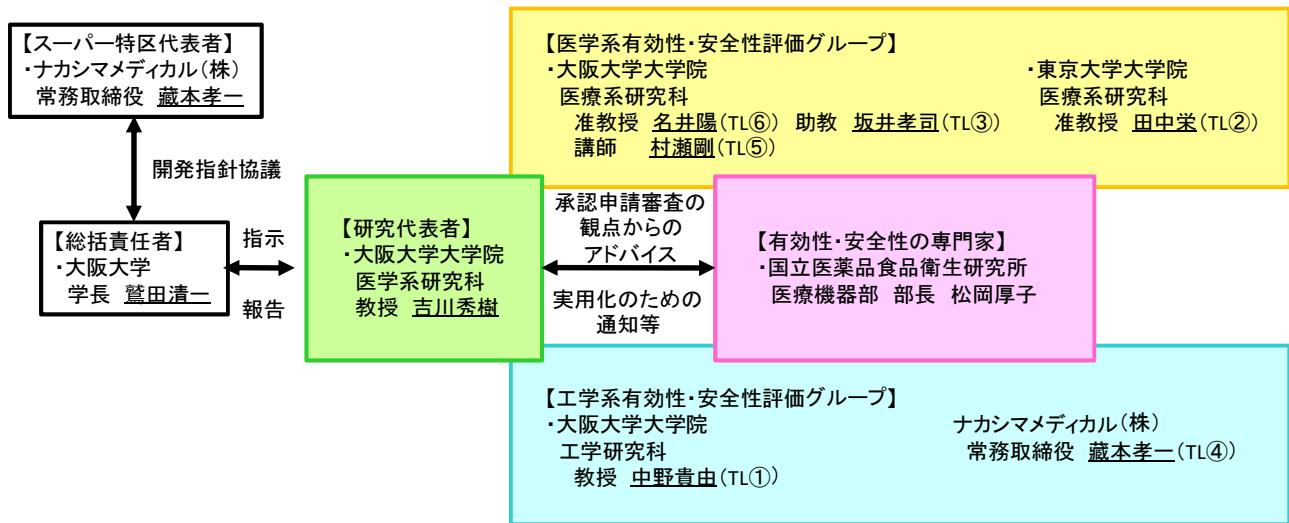 【スーパー特区代表者】
・ナカシマメディカル(株)
常務取締役 藏本孝一
開発指針協議
【総括責任者】
・大阪大学
学長 鷲田清一
指示
報告
【研究代表者】
・大阪大学大学院
医学系研究科
教授 吉川秀樹
【医学系有効性・安全性評価グループ】
・大阪大学大学院
医療系研究科
准教授 名井陽(TL⑥) 助教 坂井孝司(TL③)
講師 村瀬剛(TL⑤)
・東京大学大学院
医療系研究科
准教授 田中栄(TL②)
承認申請審査の
観点からの
アドバイス
実用化のための
通知等
【有効性・安全性の専門家】
・国立医薬品食品衛生研究所
医療機器部 部長 松岡厚子
【工学系有効性・安全性評価グループ】
・大阪大学大学院
工学研究科
教授 中野貴由(TL①)
ナカシマメディカル(株)
常務取締役 藏本孝一(TL④)